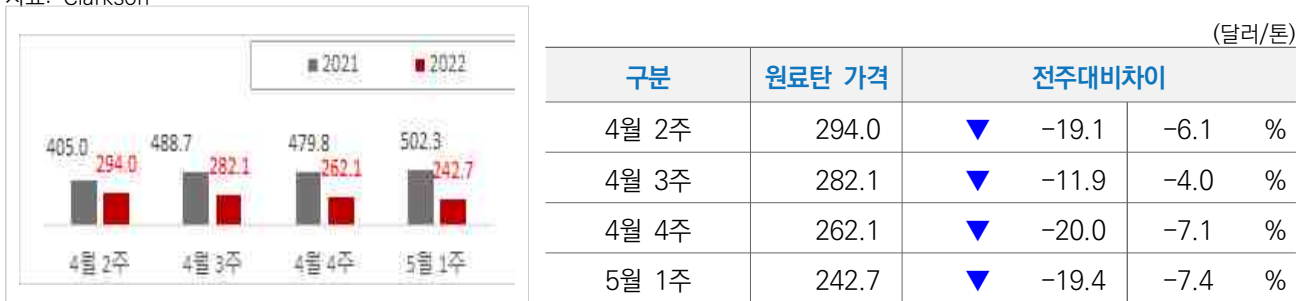 자료: Clarkson
■ 2021 ■ 2022
405.0 294.0 488.7 282.1 479.8 262.1 502.3 242.7
4월 2주 4월 3주 4월 4주 5월 1주
(달러/톤)
구분 원료탄 가격 전주대비차이
4월 2주 294.0 ▼ -19.1 -6.1 %
4월 3주 282.1 ▼ -11.9 -4.0 %
4월 4주 262.1 ▼ -20.0 -7.1 %
5월 1주 242.7 ▼ -19.4 -7.4 %